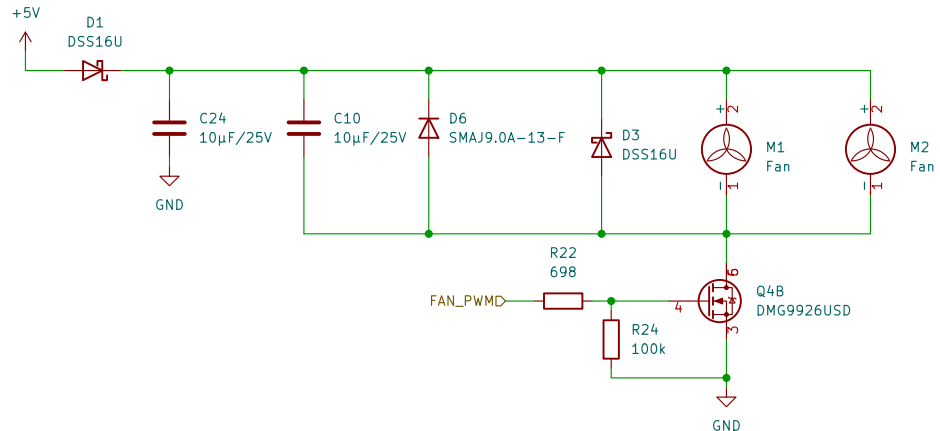 +5V
D1
DSS16U
C24
10µF/25V
GND
C10
10µF/25V
D6
SMAJ9.0A-13-F
D3
DSS16U
+
2
M1
Fan
-
1
+
2
M2
Fan
-
1
R22
698
FAN_PWM
R24
100k
6
4
3
Q4B
DMG9926USD
GND